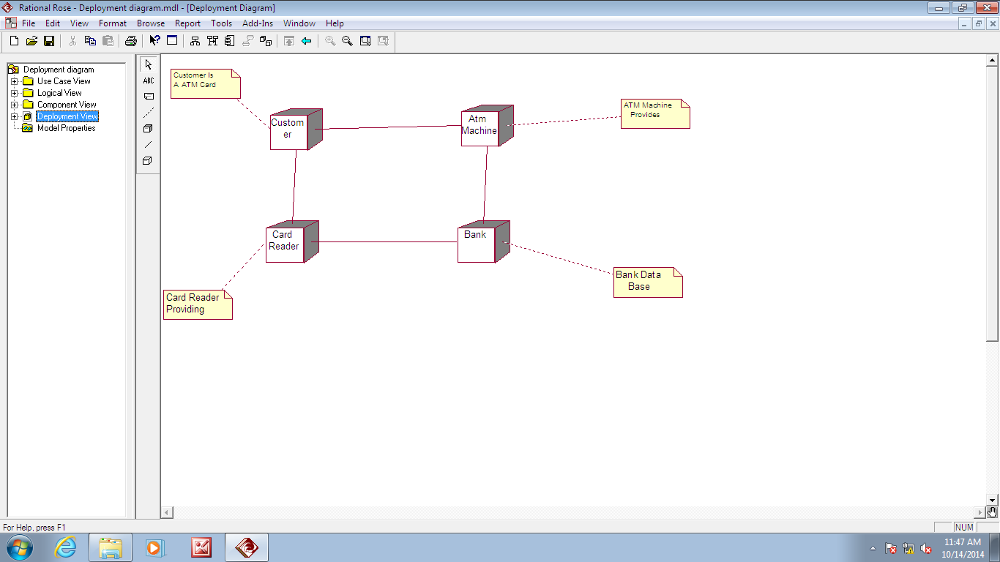 Rational Rose - Deployment diagram.mdl - [Deployment Diagram]
File Edit View Format Browse Report Tools Add-Ins Window Help
Deployment diagram
Use Case View
Logical View
Component View
Deployment View
Model Properties
ABC
Customer Is
A ATM Card
Custom
er
Atm
Machine
ATM Machine
Provides
Card
Reader
Bank
Bank Data
Base
Card Reader
Providing
For Help, press F1
NUM
11:47 AM
10/14/2014